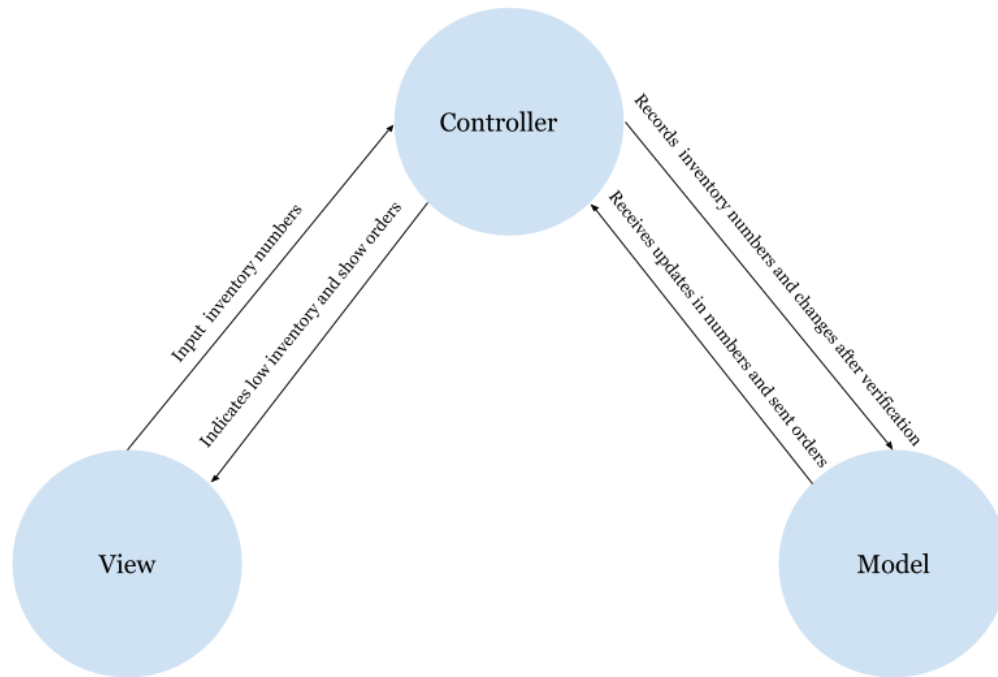 Controller
Input inventory numbers
Indicates low inventory and show orders
Receives updates in numbers and sent orders
Records inventory numbers and changes after verification
View
Model